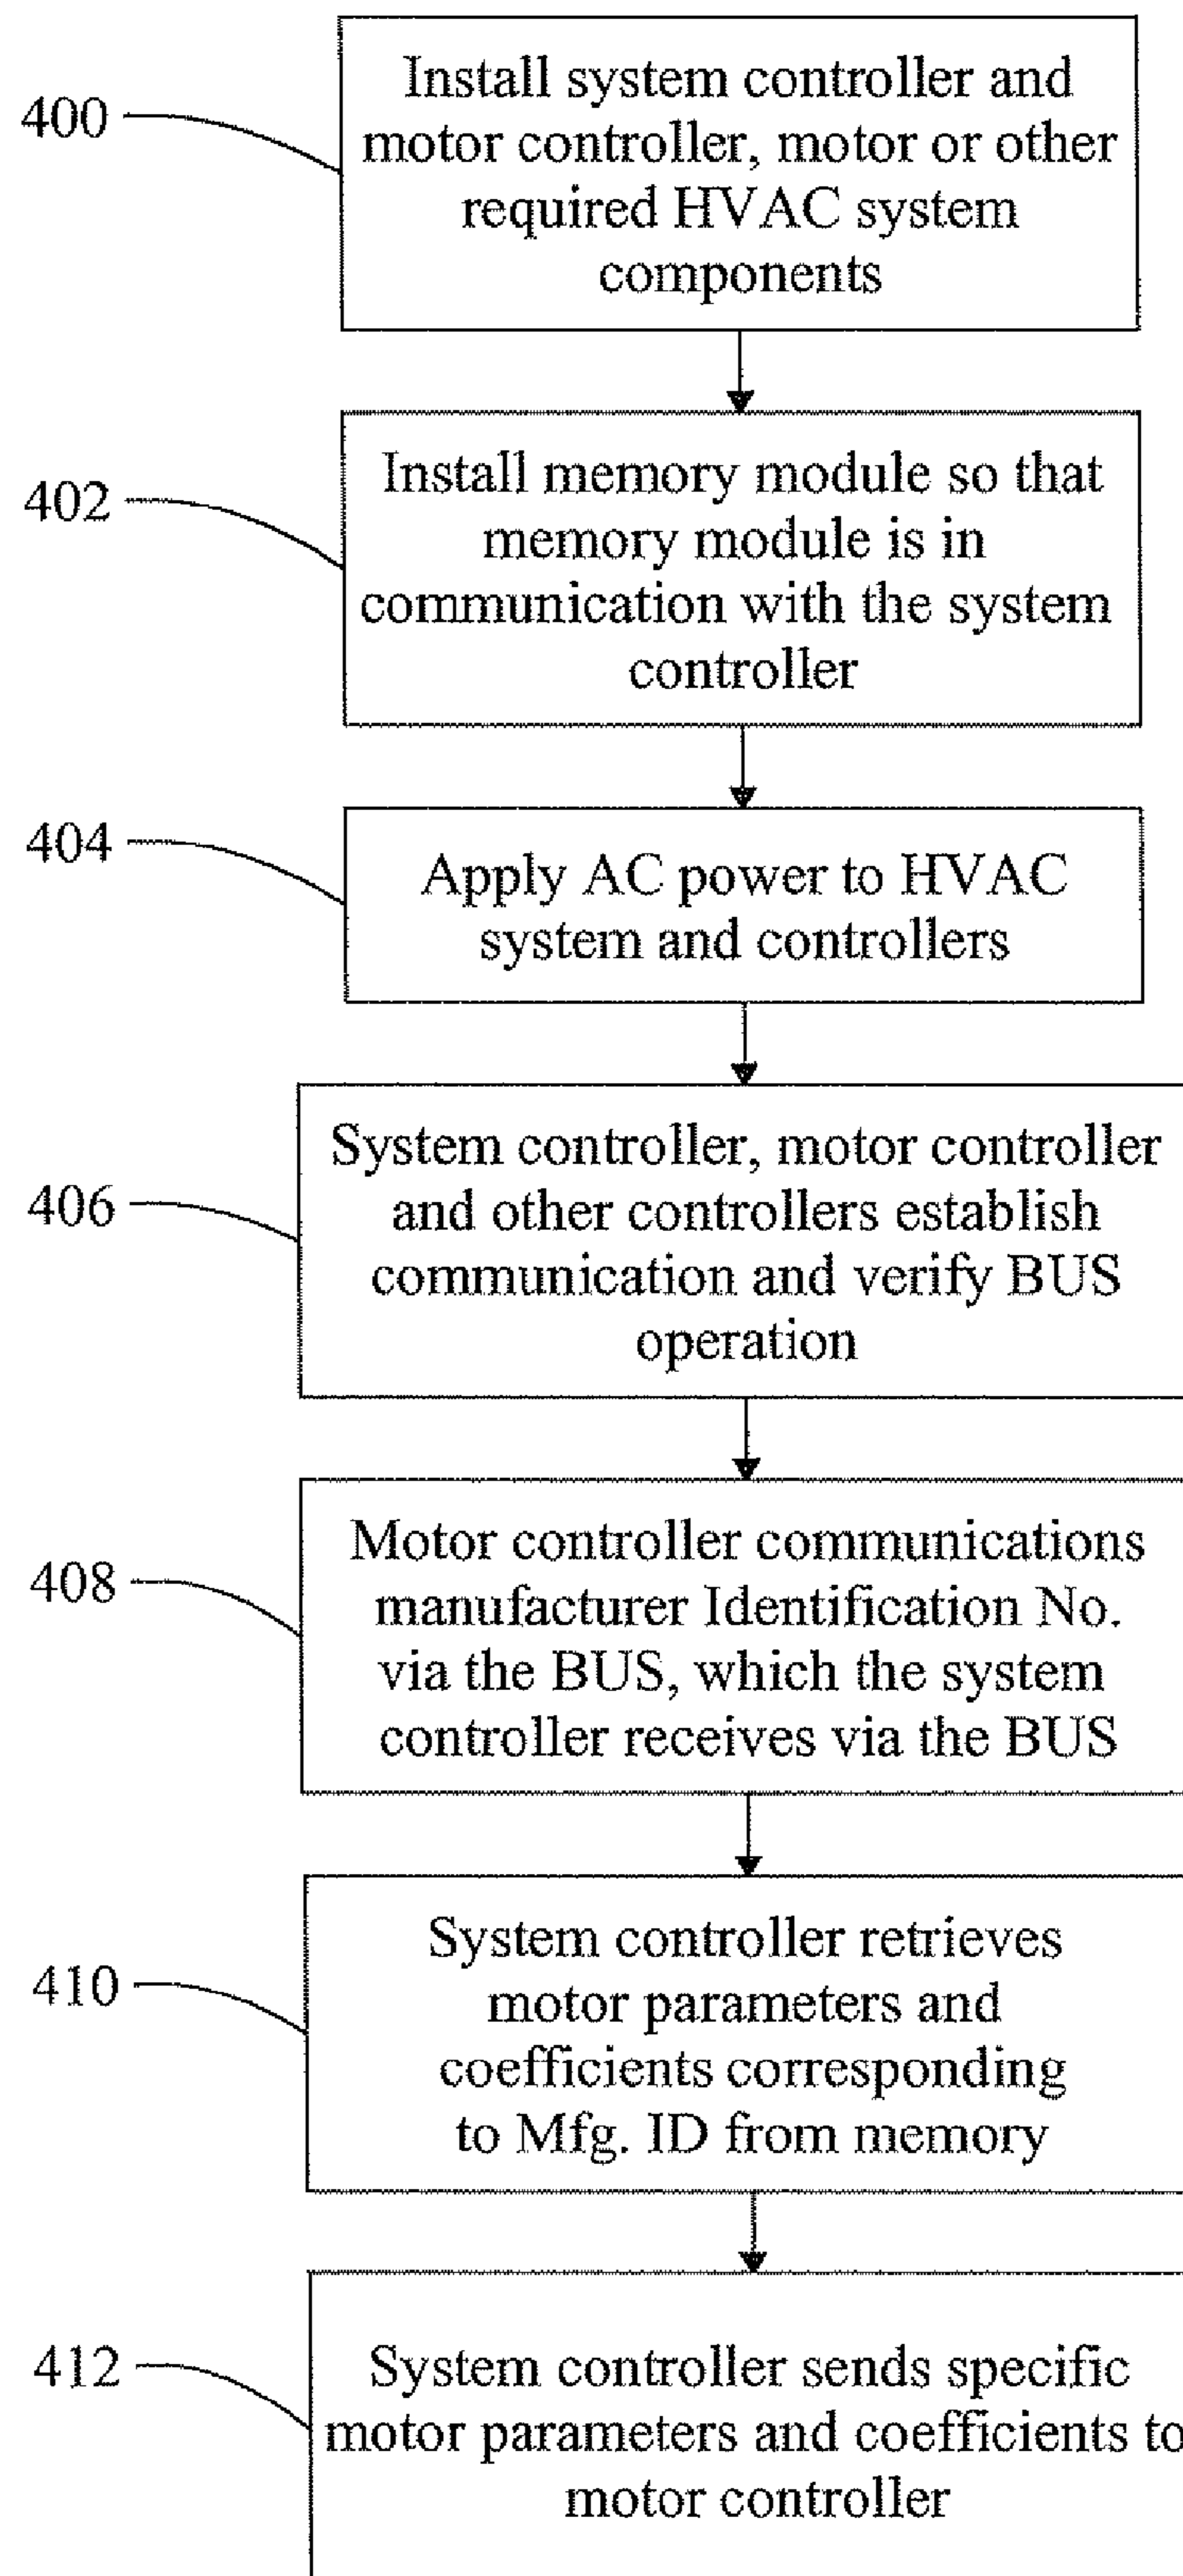 400
Install system controller and
motor controller, motor or other
required HVAC system
components
402
Install memory module so that
memory module is in
communication with the system
controller
404
Apply AC power to HVAC
system and controllers
406
System controller, motor controller
and other controllers establish
communication and verify BUS
operation
408
Motor controller communications
manufacturer Identification No.
via the BUS, which the system
controller receives via the BUS
410
System controller retrieves
motor parameters and
coefficients corresponding
to Mfg. ID from memory
412
System controller sends specific
motor parameters and coefficients to
motor controller